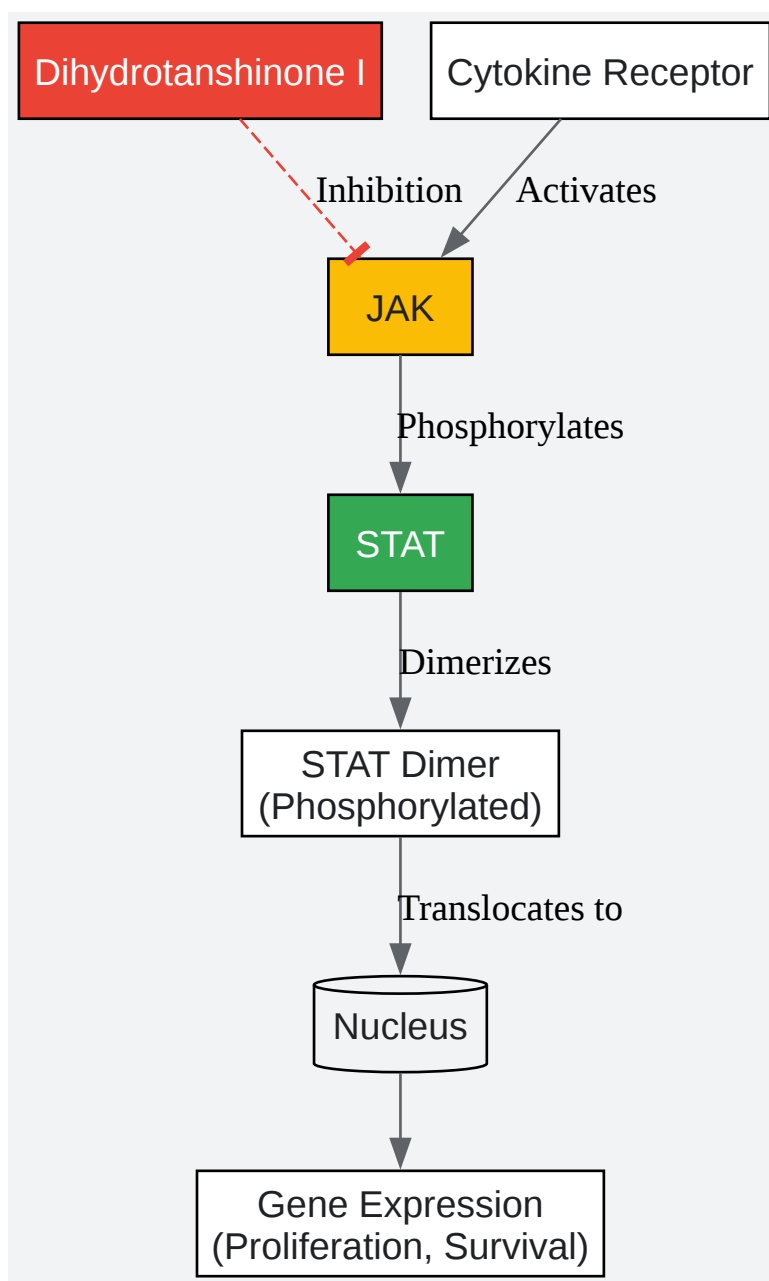 Dihydrotanshinone I
Cytokine Receptor
Inhibition
Activates
JAK
Phosphorylates
STAT
Dimerizes
STAT Dimer
(Phosphorylated)
Translocates to
Nucleus
Gene Expression
(Proliferation, Survival)